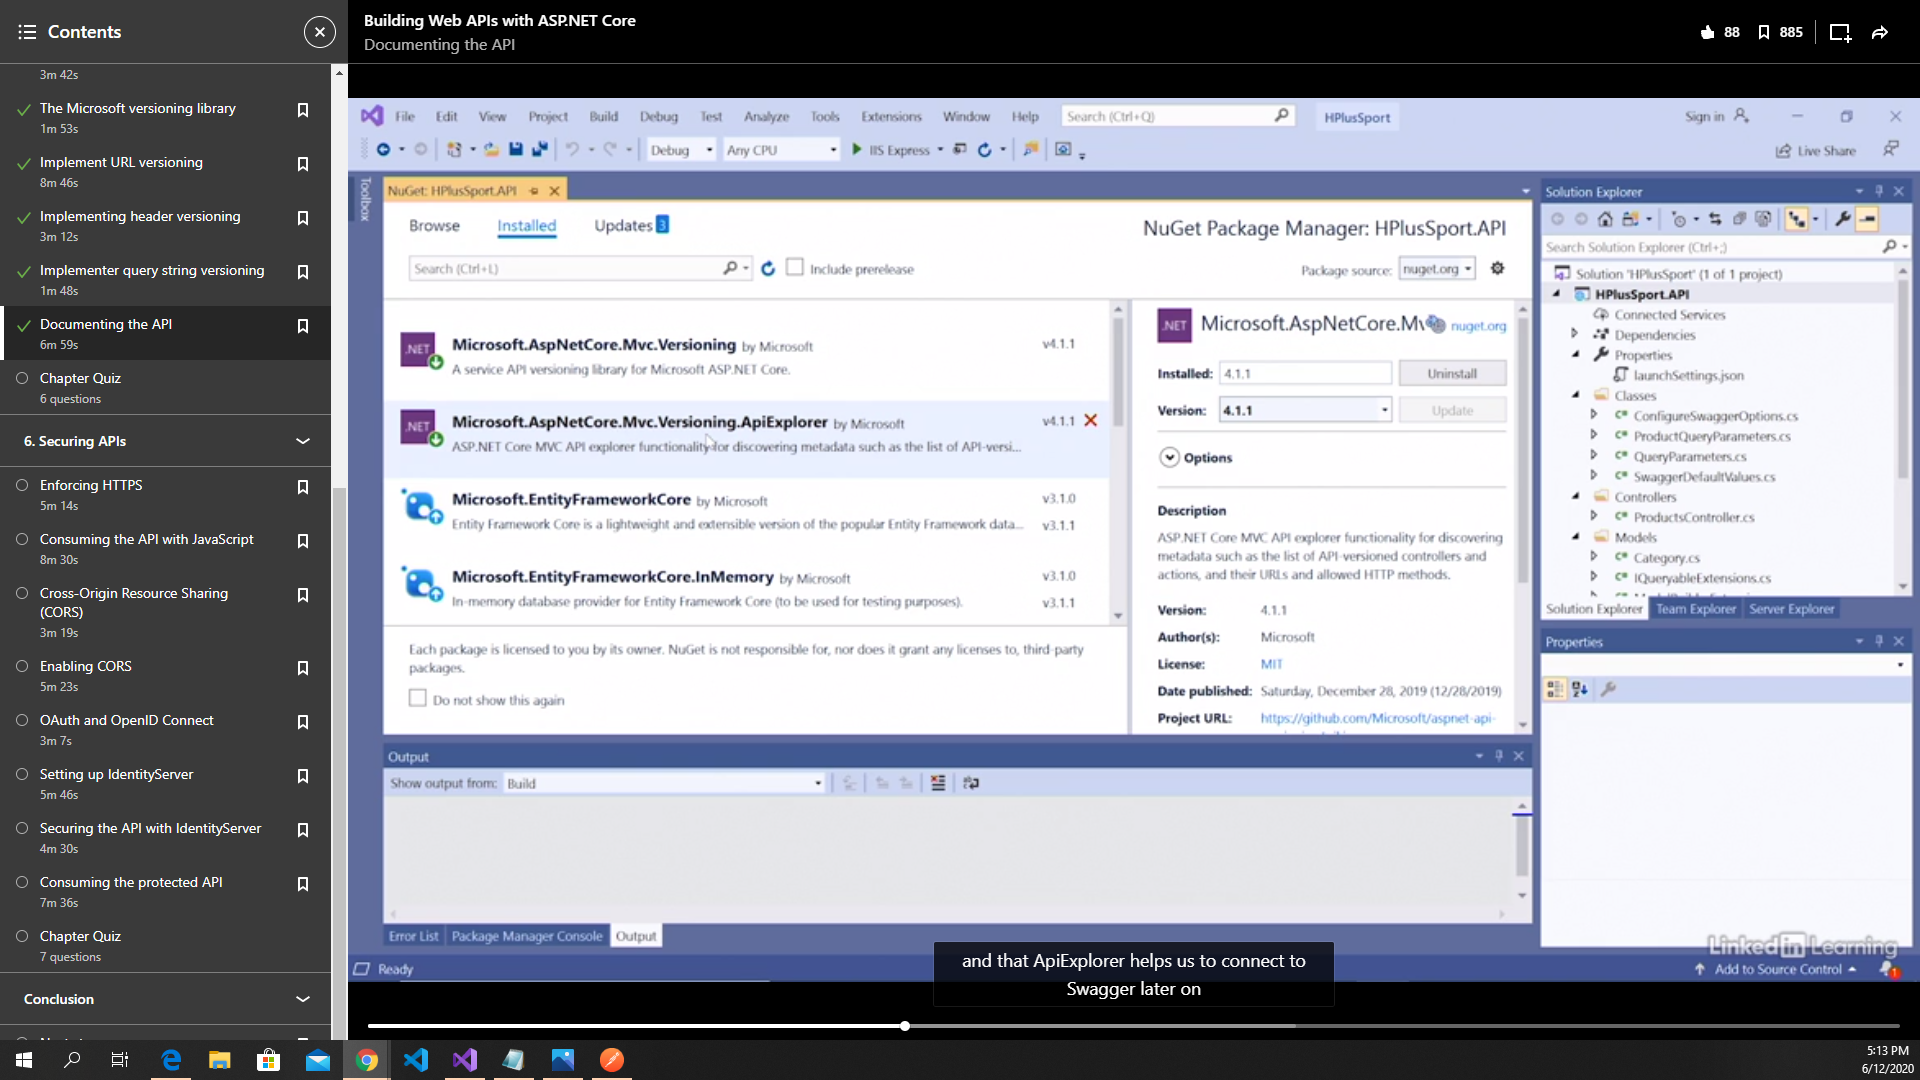 Contents
3m 42s
The Microsoft versioning library
1m 53s
Implement URL versioning
8m 46s
Implementing header versioning
3m 12s
Implementer query string versioning
1m 48s
Documenting the API
6m 59s
Chapter Quiz
6 questions
6. Securing APIs
Enforcing HTTPS
5m 14s
Consuming the API with JavaScript
8m 30s
Cross-Origin Resource Sharing
(CORS)
3m 19s
Enabling CORS
5m 23s
OAuth and OpenID Connect
3m 7s
Setting up IdentityServer
5m 46s
Securing the API with IdentityServer
4m 30s
Consuming the protected API
7m 36s
Chapter Quiz
7 questions
Conclusion
Building Web APIs with ASP.NET Core
Documenting the API
88 885
File Edit View Project Build Debug Test Analyze Tools Extensions Window Help Search (Ctrl+Q) HPlusSport Sign in
Debug Any CPU IIS Express Live Share
Toolbox
NuGet: HPlusSport.API
Browse Installed Updates 3
NuGet Package Manager: HPlusSport.API
Search (Ctrl+L) Include prerelease
Package source: nuget.org
.NET Microsoft.AspNetCore.Mvc.Versioning by Microsoft v4.1.1
A service API versioning library for Microsoft ASP.NET Core.
.NET Microsoft.AspNetCore.Mvc.Versioning.ApiExplorer by Microsoft v4.1.1
ASP.NET Core MVC API explorer functionality for discovering metadata such as the list of API-versi...
Microsoft.EntityFrameworkCore by Microsoft v3.1.0
Entity Framework Core is a lightweight and extensible version of the popular Entity Framework data... v3.1.1
Microsoft.EntityFrameworkCore.InMemory by Microsoft v3.1.0
In-memory database provider for Entity Framework Core (to be used for testing purposes). v3.1.1
Each package is licensed to you by its owner. NuGet is not responsible for, nor does it grant any licenses to, third-party
packages.
Do not show this again
.NET Microsoft.AspNetCore.Mv nuget.org
Installed: 4.1.1 Uninstall
Version: 4.1.1 Update
Options
Description
ASP.NET Core MVC API explorer functionality for discovering
metadata such as the list of API-versioned controllers and
actions, and their URLs and allowed HTTP methods.
Version: 4.1.1
Author(s): Microsoft
License: MIT
Date published: Saturday, December 28, 2019 (12/28/2019)
Project URL: https://github.com/Microsoft/aspnet-api-
Solution Explorer
Search Solution Explorer (Ctrl+;)
Solution 'HPlusSport' (1 of 1 project)
HPlusSport.API
Connected Services
Dependencies
Properties
launchSettings.json
Classes
C# ConfigureSwaggerOptions.cs
C# ProductQueryParameters.cs
C# QueryParameters.cs
C# SwaggerDefaultValues.cs
Controllers
C# ProductsController.cs
Models
C# Category.cs
C# IQueryableExtensions.cs
Solution Explorer Team Explorer Server Explorer
Properties
Output
Show output from: Build
Error List Package Manager Console Output
Ready
Add to Source Control 1
Linked in Learning
and that ApiExplorer helps us to connect to
Swagger later on
5:13 PM
6/12/2020